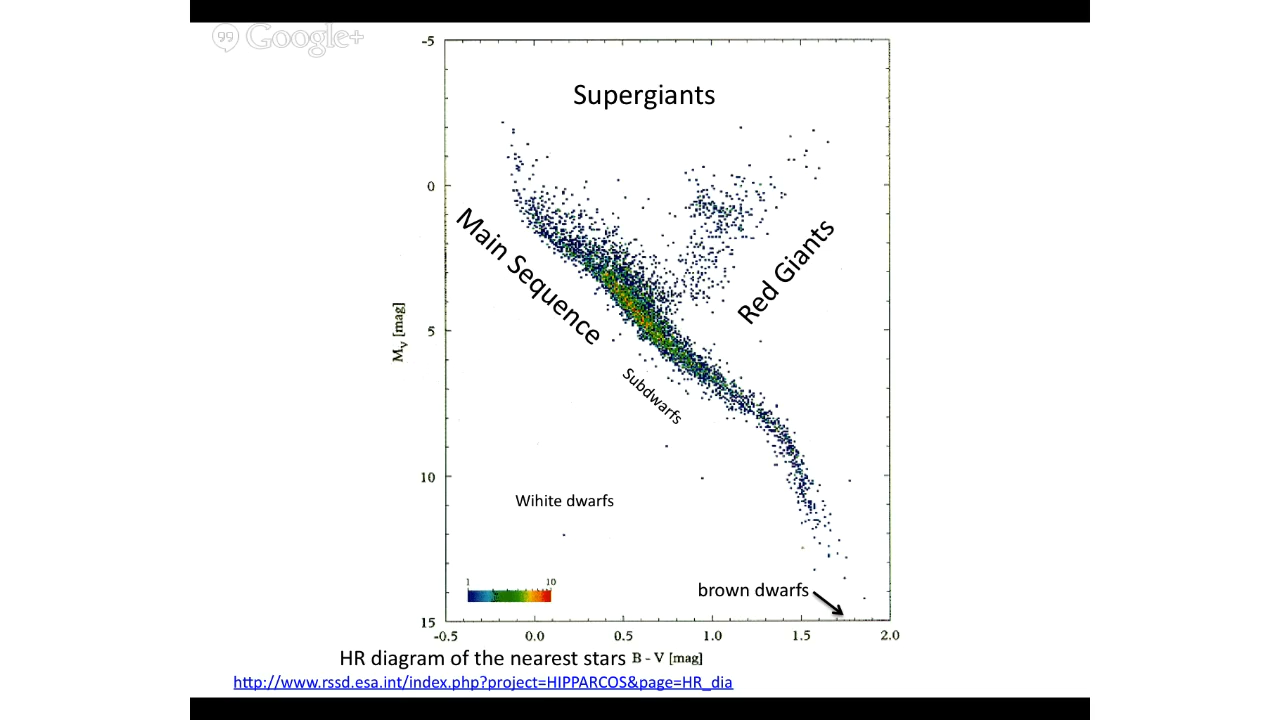 Google+
-5
Supergiants
0
Main Sequence
Red Giants
M_V [mag]
5
Subdwarfs
10
Wihite dwarfs
1 10
brown dwarfs
15
-0.5 0.0 0.5 1.0 1.5 2.0
HR diagram of the nearest stars B - V [mag]
http://www.rssd.esa.int/index.php?project=HIPPARCOS&page=HR_dia